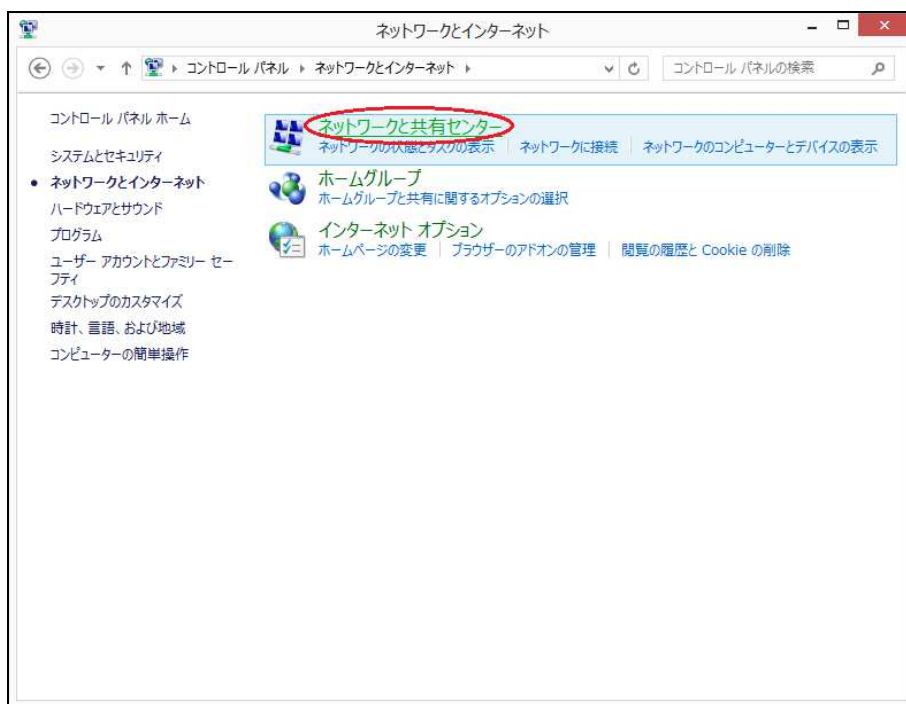 ネットワークとインターネット
コントロール パネル ネットワークとインターネット コントロール パネルの検索
コントロール パネル ホーム
システムとセキュリティ
ネットワークとインターネット
ハードウェアとサウンド
プログラム
ユーザー アカウントとファミリー セー
フティ
デスクトップのカスタマイズ
時計、言語、および地域
コンピューターの簡単操作
ネットワークと共有センター
ネットワークの状態とタスクの表示 ネットワークに接続 ネットワークのコンピューターとデバイスの表示
ホームグループ
ホームグループと共有に関するオプションの選択
インターネット オプション
ホームページの変更 ブラウザーのアドオンの管理 閲覧の履歴と Cookie の削除